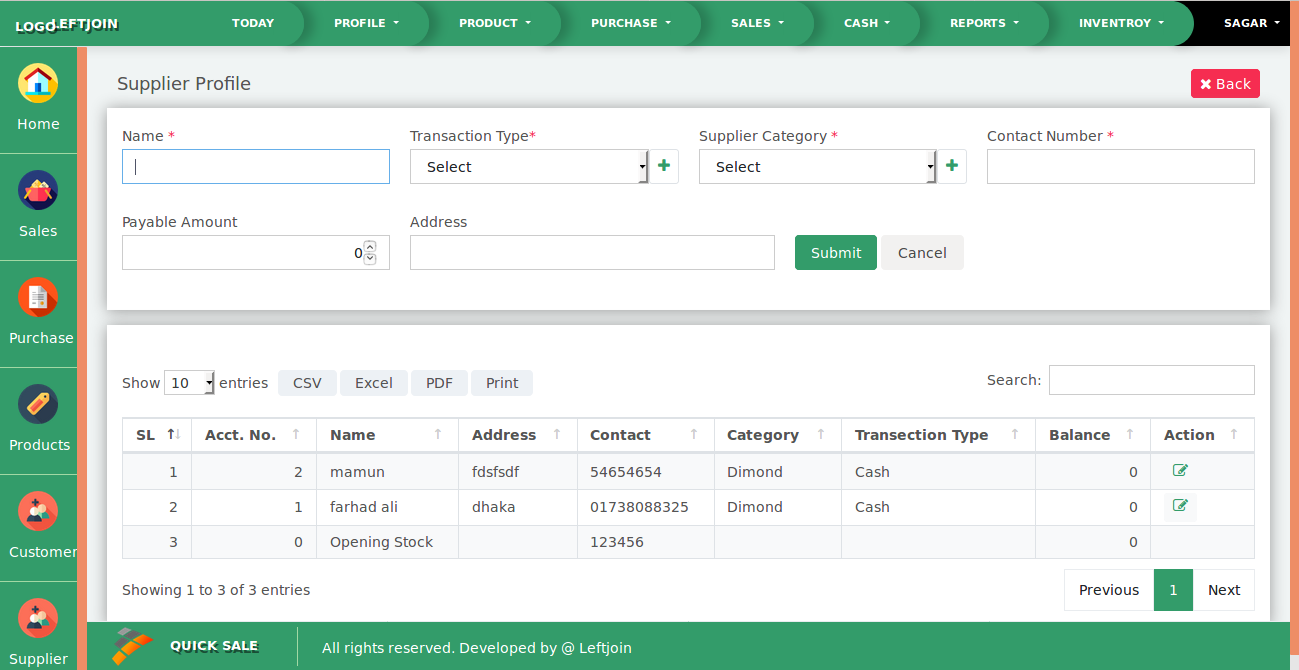 LOGO LEFTJOIN
TODAY PROFILE PRODUCT PURCHASE SALES CASH REPORTS INVENTROY SAGAR
Home
Sales
Purchase
Products
Customer
Supplier
Supplier Profile
Back
Name * Transaction Type* Supplier Category * Contact Number *
Select Select
Payable Amount Address
0 Submit Cancel
Show 10 entries CSV Excel PDF Print Search:
SL Acct. No. Name Address Contact Category Transection Type Balance Action
1 2 mamun fdsfsdf 54654654 Dimond Cash 0
2 1 farhad ali dhaka 01738088325 Dimond Cash 0
3 0 Opening Stock 123456 0
Showing 1 to 3 of 3 entries Previous 1 Next
QUICK SALE All rights reserved. Developed by @ Leftjoin